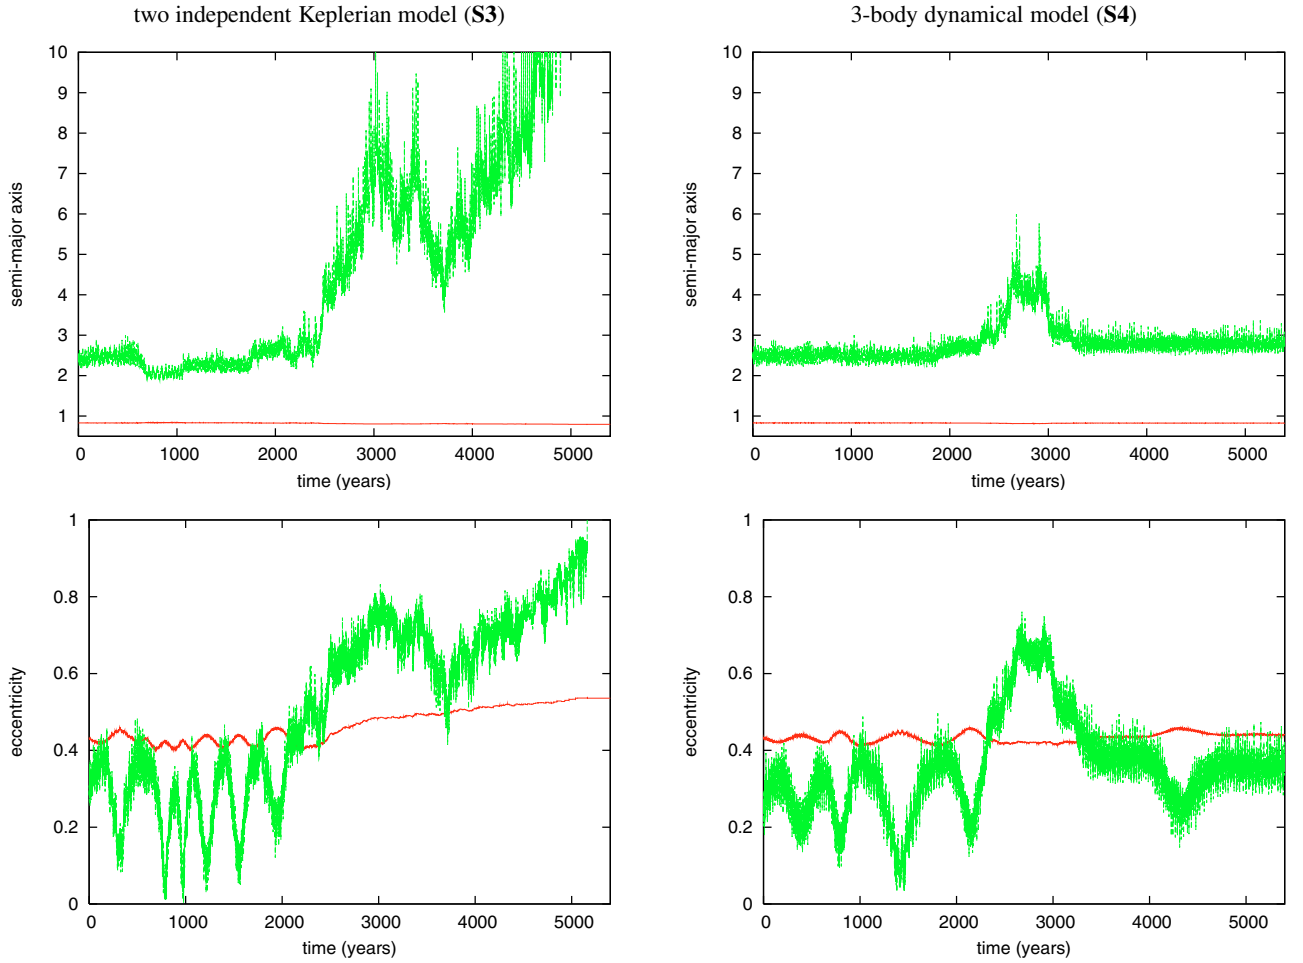 two independent Keplerian model (S3)
3-body dynamical model (S4)
10
9
8
7
6
5
4
3
2
1
semi-major axis
0 1000 2000 3000 4000 5000
time (years)
10
9
8
7
6
5
4
3
2
1
semi-major axis
0 1000 2000 3000 4000 5000
time (years)
1
0.8
0.6
0.4
0.2
0
eccentricity
0 1000 2000 3000 4000 5000
time (years)
1
0.8
0.6
0.4
0.2
0
eccentricity
0 1000 2000 3000 4000 5000
time (years)